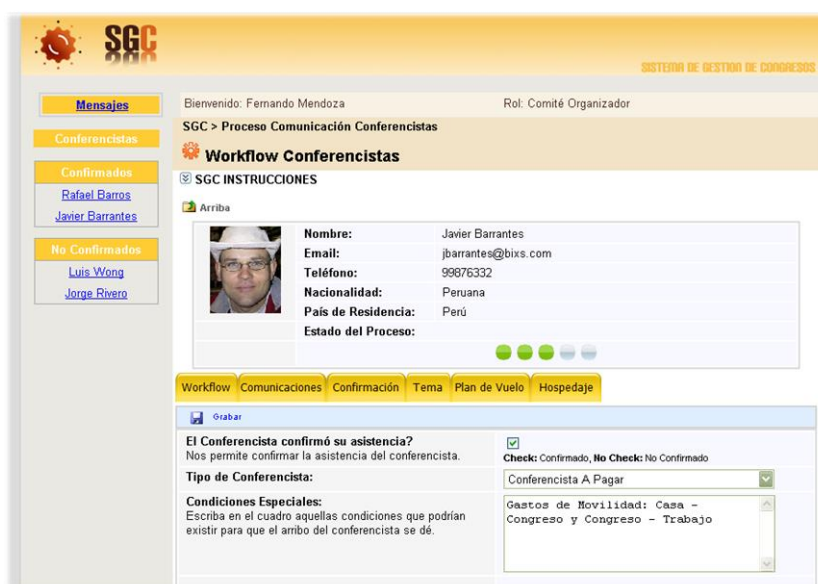 SGC
SISTEMA DE GESTION DE CONGRESOS
Mensajes
Conferencistas
Confirmados
Rafael Barros
Javier Barrantes
No Confirmados
Luis Wong
Jorge Rivero
Bienvenido: Fernando Mendoza Rol: Comité Organizador
SGC > Proceso Comunicación Conferencistas
Workflow Conferencistas
SGC INSTRUCCIONES
Arriba
Nombre: Javier Barrantes
Email: jbarrantes@bixs.com
Teléfono: 99876332
Nacionalidad: Peruana
País de Residencia: Perú
Estado del Proceso:
Workflow Comunicaciones Confirmación Tema Plan de Vuelo Hospedaje
Grabar
El Conferencista confirmó su asistencia?
Nos permite confirmar la asistencia del conferencista.
Check: Confirmado, No Check: No Confirmado
Tipo de Conferencista: Conferencista A Pagar
Condiciones Especiales:
Escriba en el cuadro aquellas condiciones que podrían
existir para que el arribo del conferencista se dé.
Gastos de Movilidad: Casa -
Congreso y Congreso - Trabajo